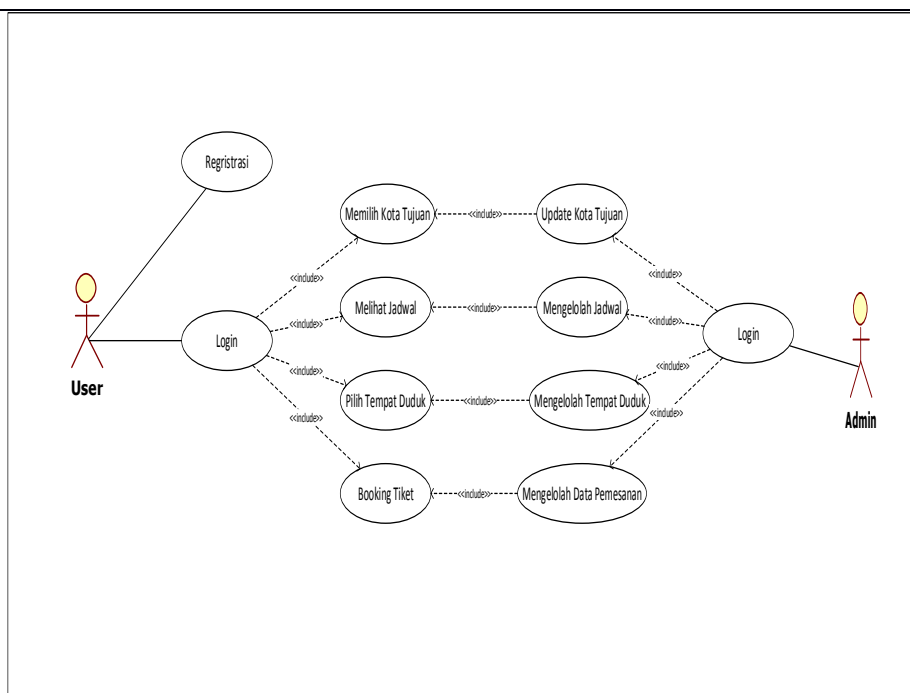 Regristrasi
Memilih Kota Tujuan
<<include>>
Update Kota Tujuan
<<include>>
<<include>>
Melihat Jadwal
<<include>>
Mengelolah Jadwal
<<include>>
<<include>>
Login
Login
<<include>>
<<include>>
User
Pilih Tempat Duduk
<<include>>
Mengelolah Tempat Duduk
<<include>>
Admin
<<include>>
Booking Tiket
<<include>>
Mengelolah Data Pemesanan